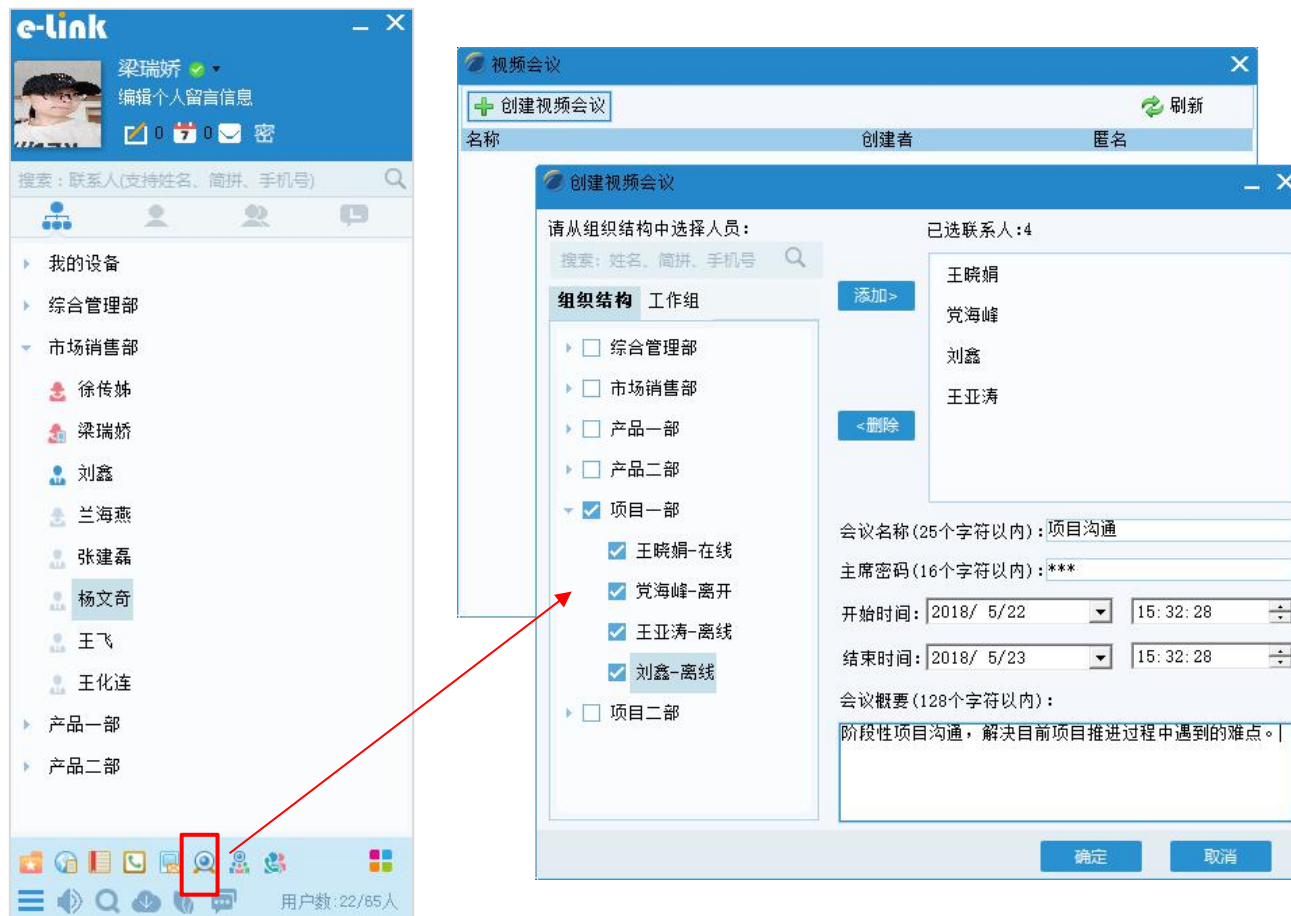 e-Link
梁瑞娇
编辑个人留言信息
0 7 0 密
搜索：联系人(支持姓名、简拼、手机号)
我的设备
综合管理部
市场销售部
徐传姊
梁瑞娇
刘鑫
兰海燕
张建磊
杨文奇
王飞
王化连
产品一部
产品二部
用户数:22/65人
视频会议
创建视频会议
刷新
名称 创建者 匿名
创建视频会议
请从组织结构中选择人员:
搜索: 姓名、简拼、手机号
组织结构 工作组
综合管理部
市场销售部
产品一部
产品二部
项目一部
王晓娟-在线
党海峰-离开
王亚涛-离线
刘鑫-离线
项目二部
添加>
<删除
已选联系人:4
王晓娟
党海峰
刘鑫
王亚涛
会议名称(25个字符以内):项目沟通
主席密码(16个字符以内):***
开始时间: 2018/ 5/22 15:32:28
结束时间: 2018/ 5/23 15:32:28
会议概要(128个字符以内):
阶段性项目沟通，解决目前项目推进过程中遇到的难点。
确定 取消